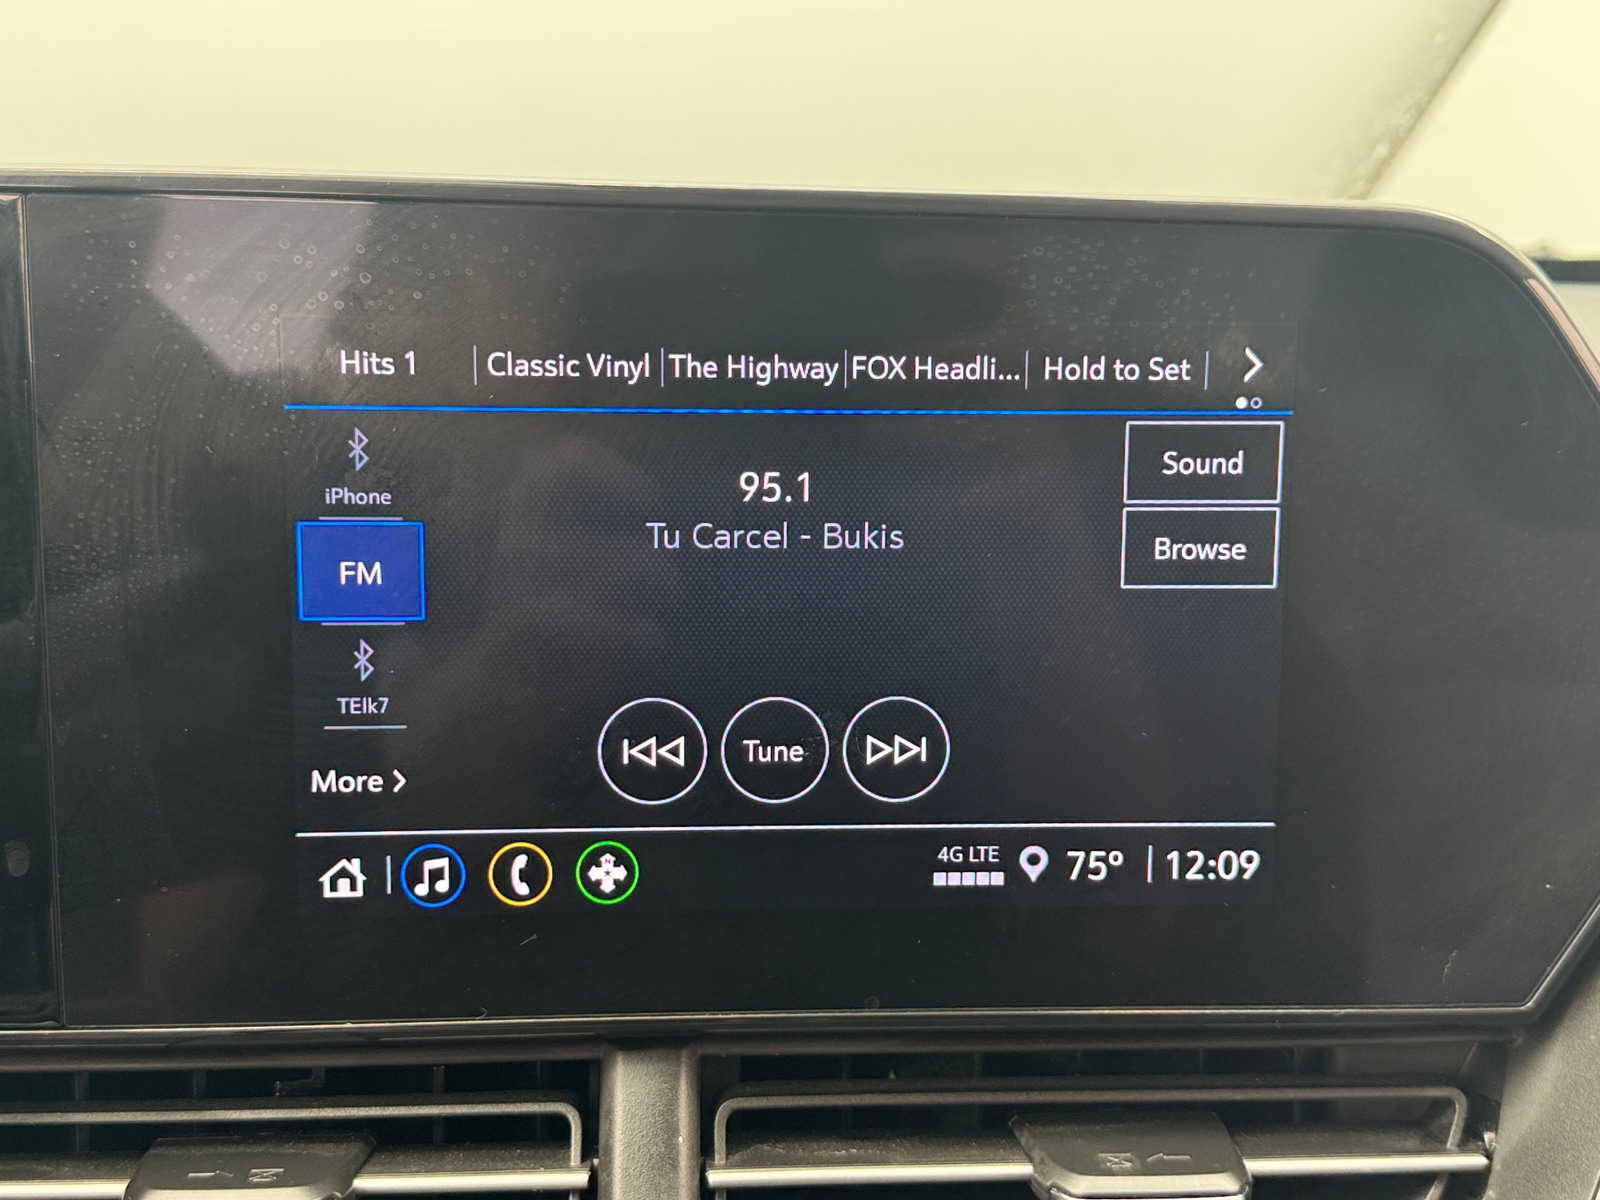 Hits 1 | Classic Vinyl | The Highway | FOX Headli... | Hold to Set |
iPhone
FM
TElk7
More
95.1
Tu Carcel - Bukis
Tune
Sound
Browse
4G LTE
75° | 12:09